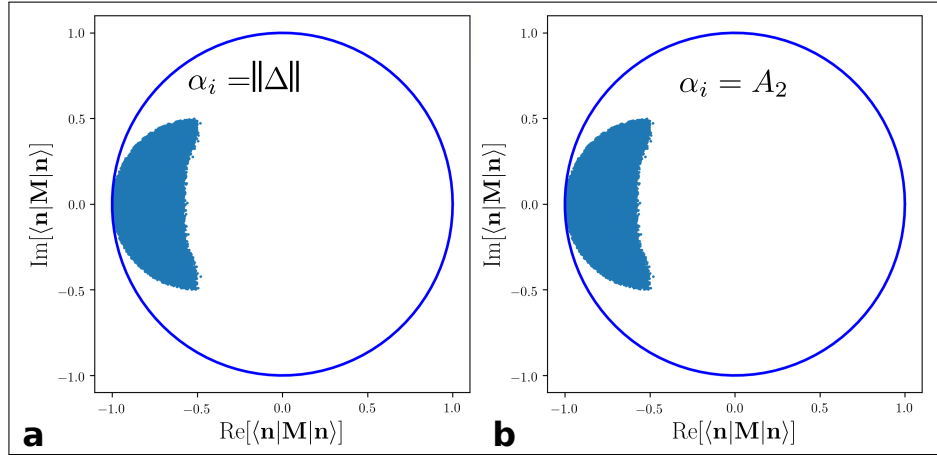 1.0
0.5
0.0
−0.5
−1.0
−1.0 −0.5 0.0 0.5 1.0
Im[⟨n|M|n⟩]
Re[⟨n|M|n⟩]
αᵢ =‖Δ‖
a
1.0
0.5
0.0
−0.5
−1.0
−1.0 −0.5 0.0 0.5 1.0
Im[⟨n|M|n⟩]
Re[⟨n|M|n⟩]
αᵢ = A₂
b